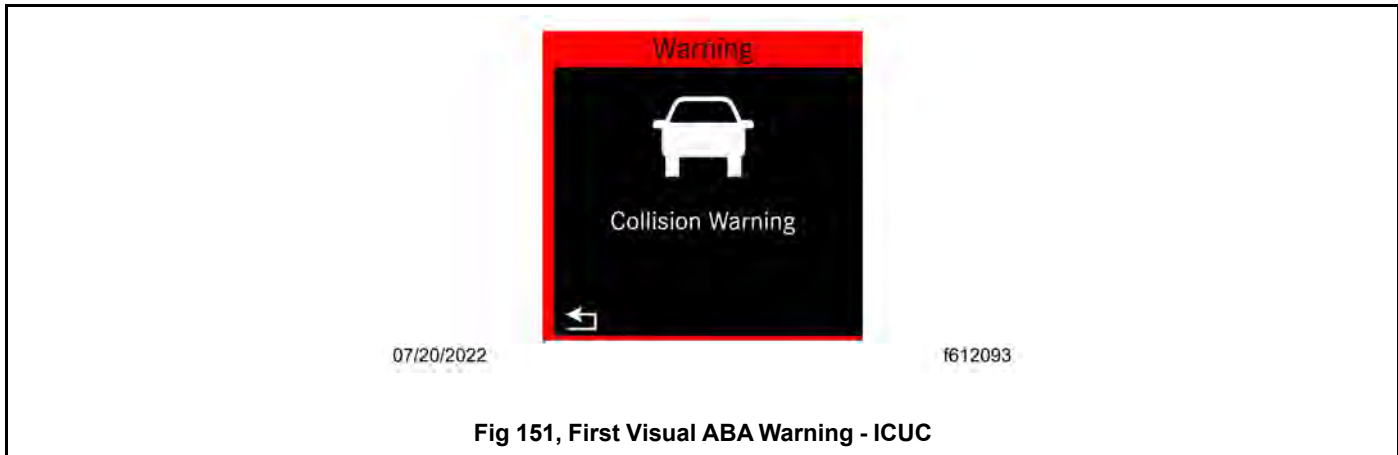 Warning
Collision Warning
07/20/2022
f612093
Fig 151, First Visual ABA Warning - ICUC